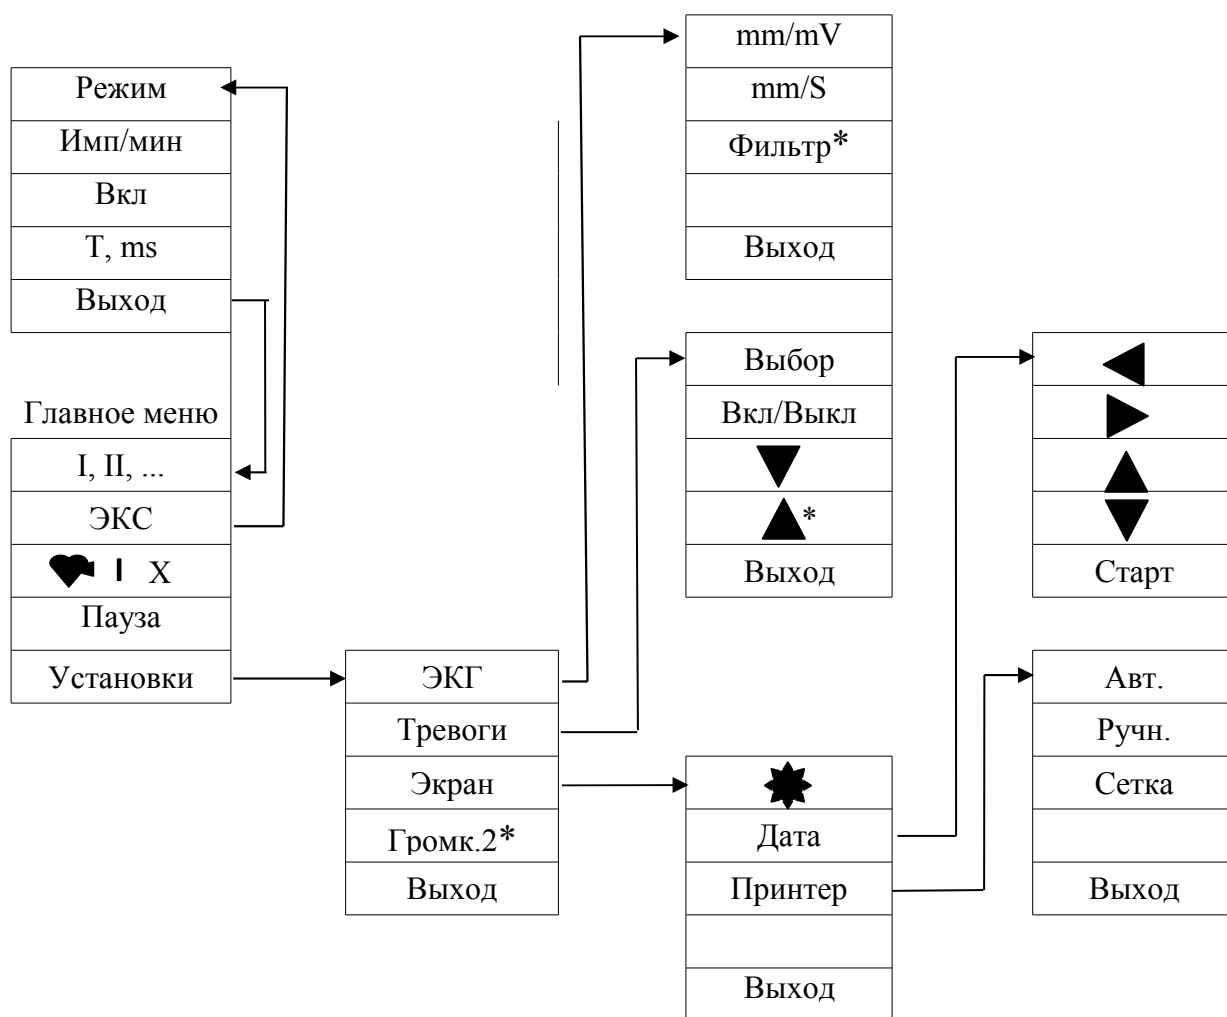 Режим
Имп/мин
Вкл
T, ms
Выход
Главное меню
I, II, ...
ЭКС
I X
Пауза
Установки
ЭКГ
Тревоги
Экран
Громк.2*
Выход
mm/mV
mm/S
Фильтр*
Выход
Выбор
Вкл/Выкл
▼
▲*
Выход
Дата
Принтер
Выход
◀
▶
▲
▼
Старт
Авт.
Ручн.
Сетка
Выход